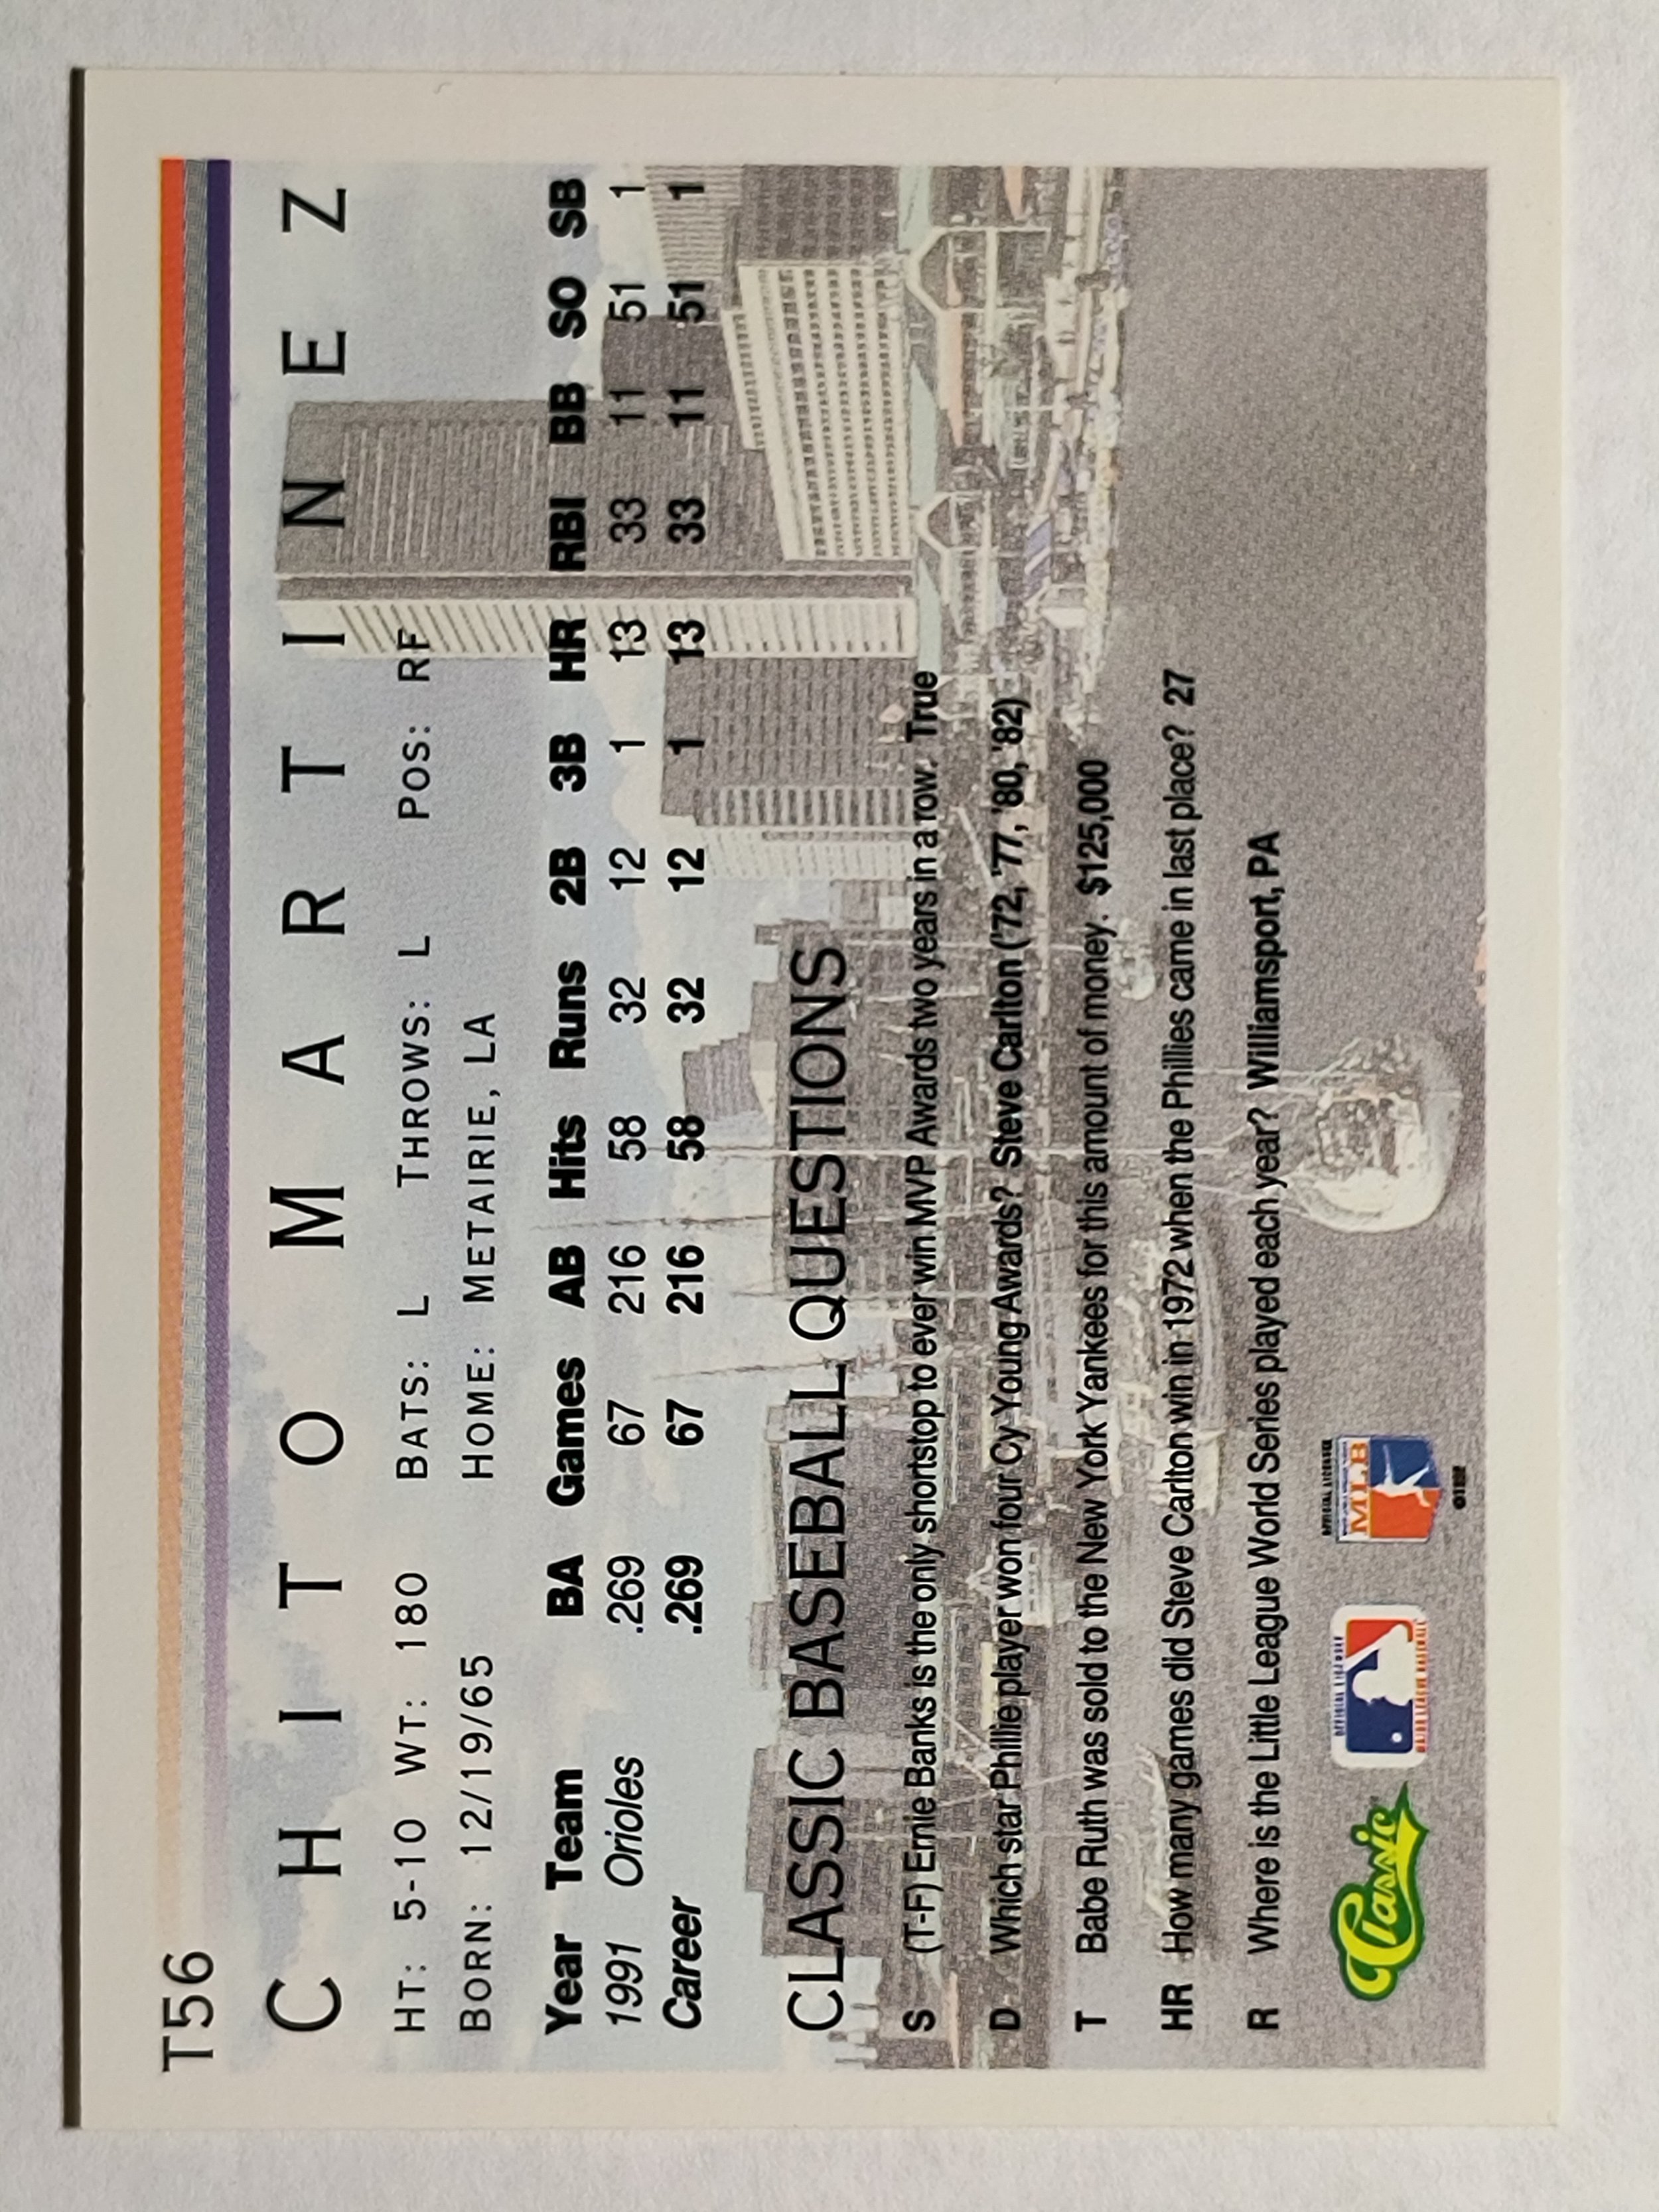 T56
CHITO MARTINEZ
HT: 5-10 WT: 180 BATS: L THROWS: L POS: RF
BORN: 12/19/65 HOME: METAIRIE, LA
Year Team BA Games AB Hits Runs 2B 3B HR RBI BB SO SB
1991 Orioles .269 67 216 58 32 12 1 13 33 11 51 1
Career .269 67 216 58 32 12 1 13 33 11 51 1
CLASSIC BASEBALL QUESTIONS
S (T-F) Ernie Banks is the only shortstop to ever win MVP Awards two years in a row. True
D Which star Phillie player won four Cy Young Awards? Steve Carlton ('72, '77, '80, '82)
T Babe Ruth was sold to the New York Yankees for this amount of money. $125,000
HR How many games did Steve Carlton win in 1972 when the Phillies came in last place? 27
R Where is the Little League World Series played each year? Williamsport, PA
Classic
MAJOR LEAGUE BASEBALL
OFFICIAL LICENSEE
MLB